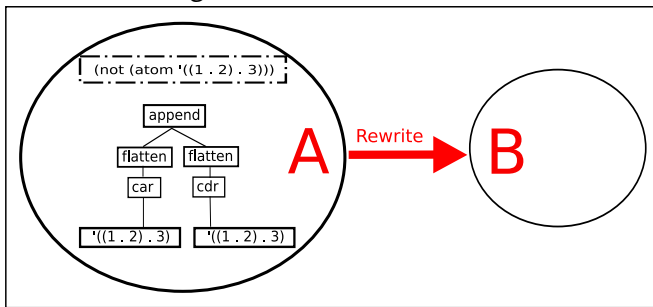 (not (atom '((1 . 2) . 3)))
append
flatten flatten
car cdr
'((1 . 2) . 3) '((1 . 2) . 3)
A
Rewrite
B